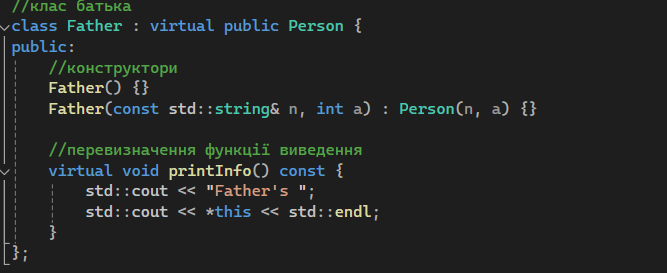 //клас батька
class Father : virtual public Person {
public:
    //конструктори
    Father() {}
    Father(const std::string& n, int a) : Person(n, a) {}

    //перевизначення функції виведення
    virtual void printInfo() const {
        std::cout << "Father's ";
        std::cout << *this << std::endl;
    }
};